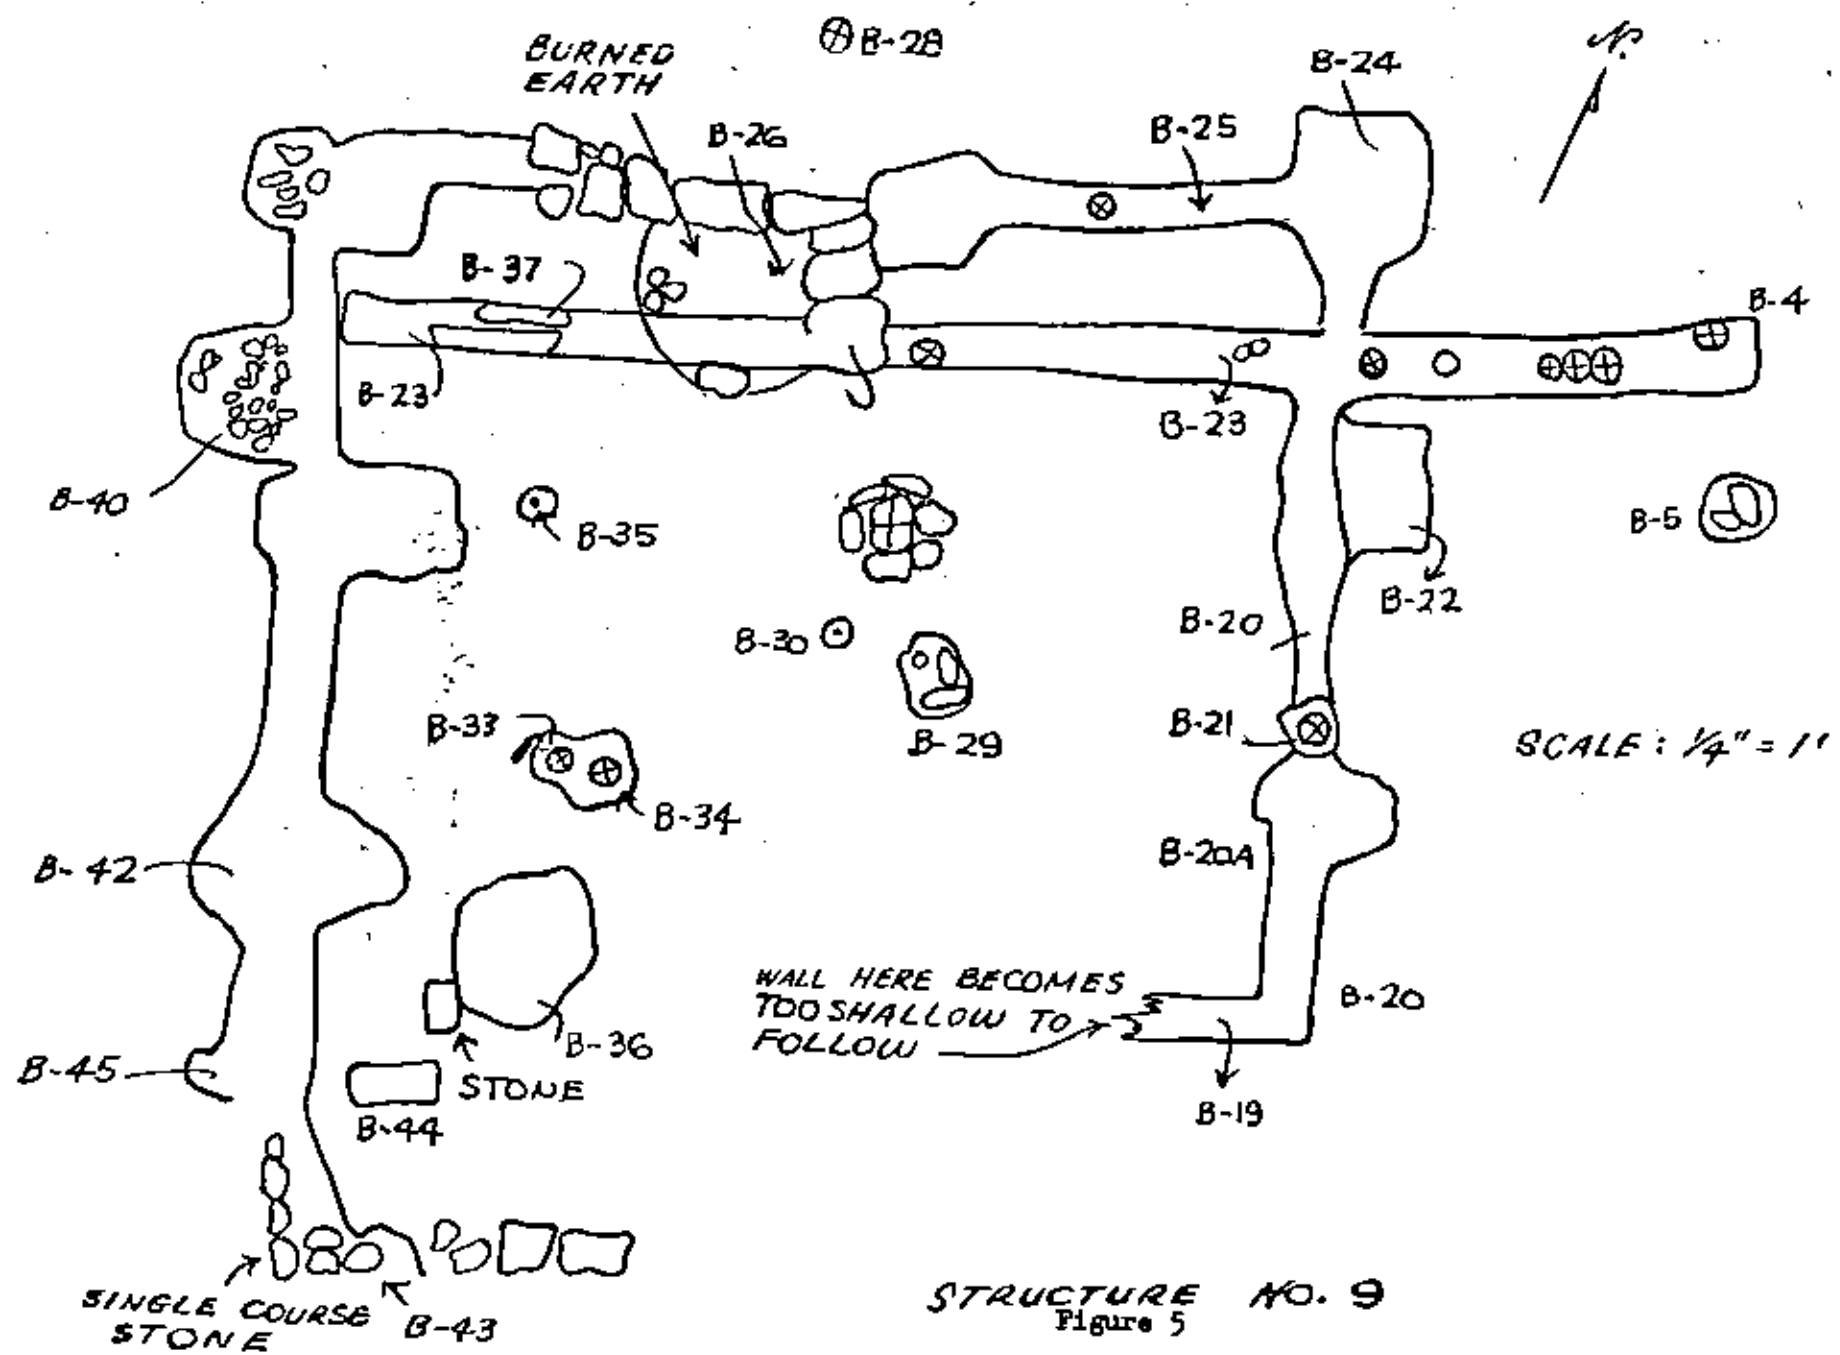 B-28
N.
BURNED
EARTH
B-24
B-26
B-25
B-37
B-4
B-23
B-23
B-40
B-35
B-5
B-22
B-30
B-20
B-33
B-29
B-21
SCALE: 1/4" = 1'
B-34
B-42
B-20A
WALL HERE BECOMES
TOO SHALLOW TO
FOLLOW
B-20
B-36
B-45
STONE
B-44
B-19
SINGLE COURSE
STONE
B-43
STRUCTURE NO. 9
Figure 5